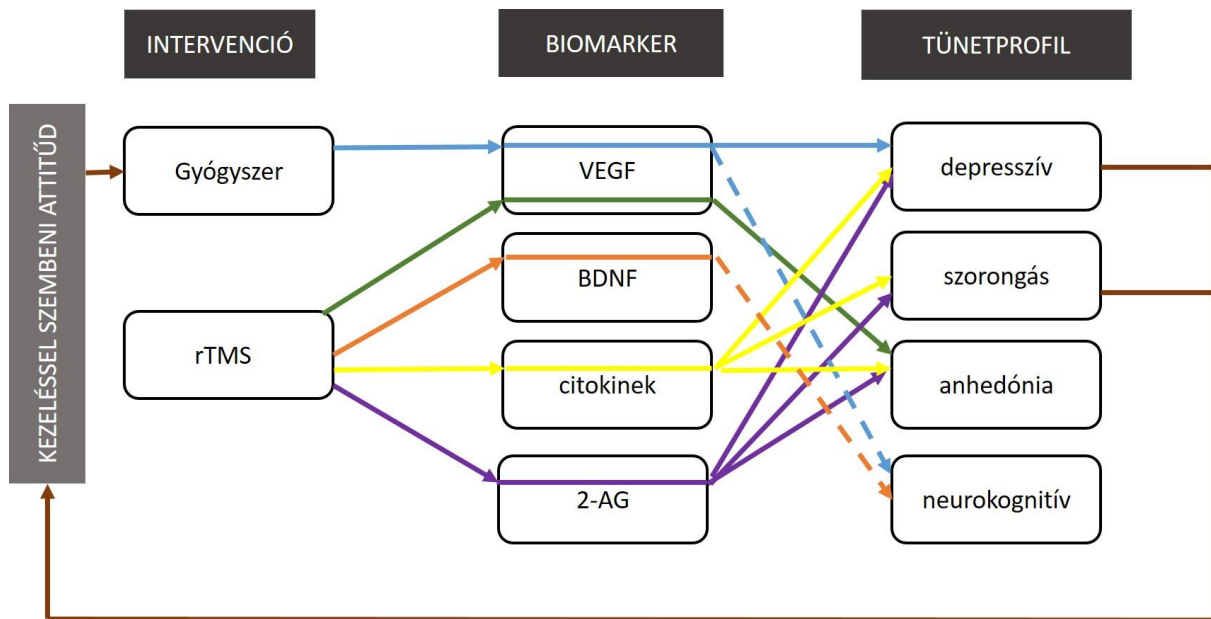 INTERVENCIÓ
BIOMARKER
TÜNETPROFIL
KEZELÉSSEL SZEMBENI ATTITŰD
Gyógyszer
rTMS
VEGF
BDNF
citokinek
2-AG
depresszív
szorongás
anhedónia
neurokognitív